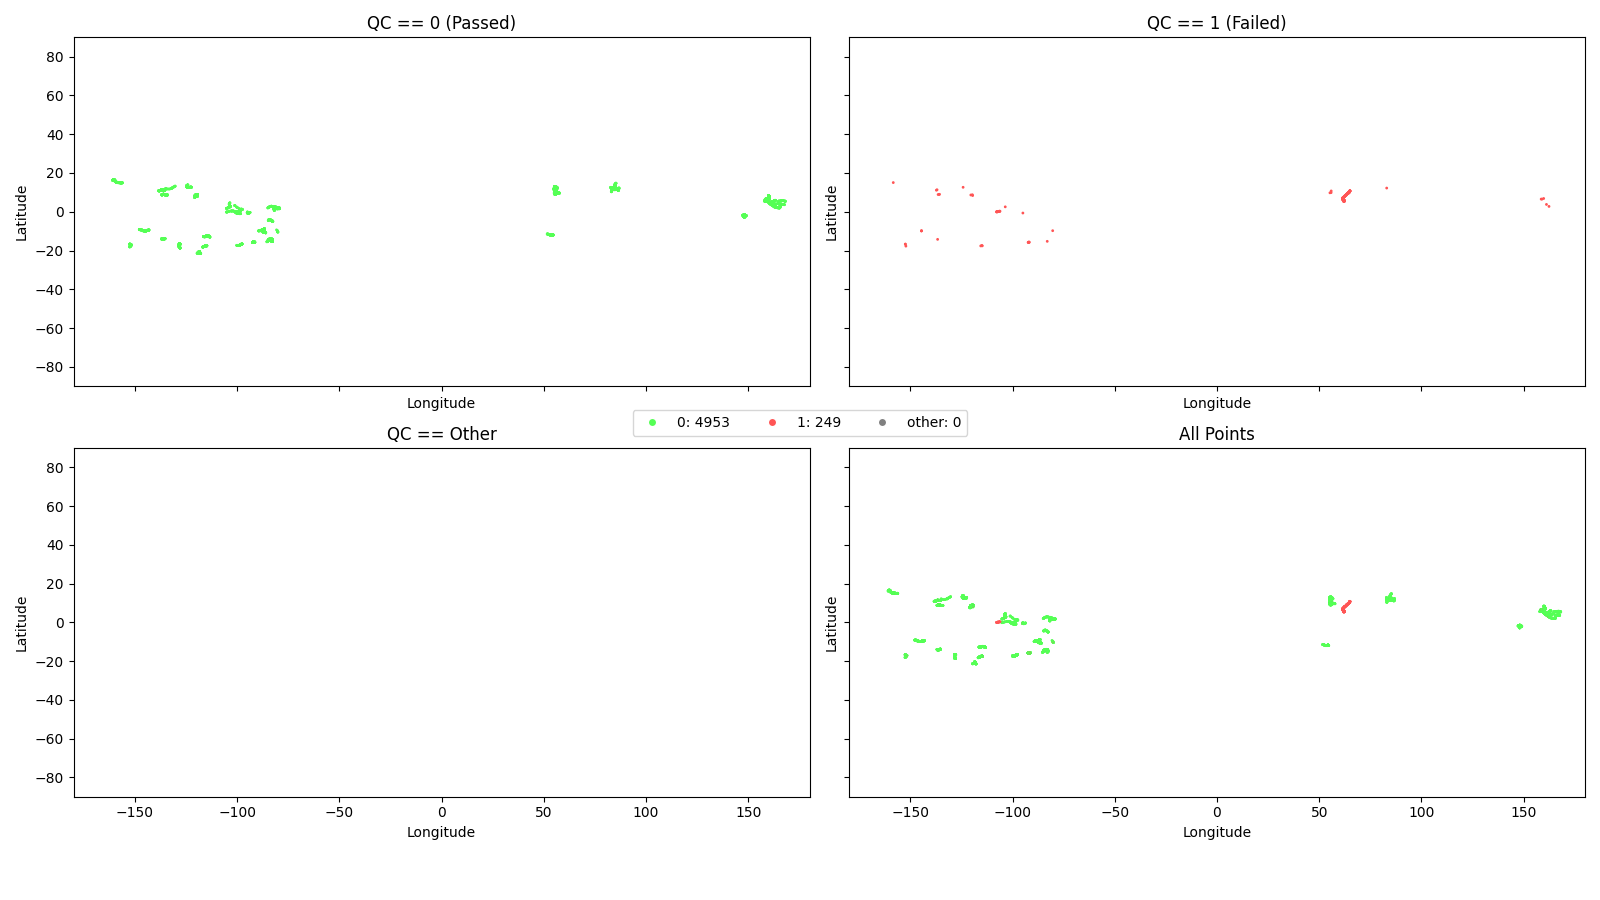 QC == 0 (Passed)
QC == 1 (Failed)
80
60
40
20
0
−20
−40
−60
−80
Latitude
Latitude
Longitude
Longitude
0: 4953 1: 249 other: 0
QC == Other
All Points
80
60
40
20
0
−20
−40
−60
−80
Latitude
Latitude
−150 −100 −50 0 50 100 150
−150 −100 −50 0 50 100 150
Longitude
Longitude